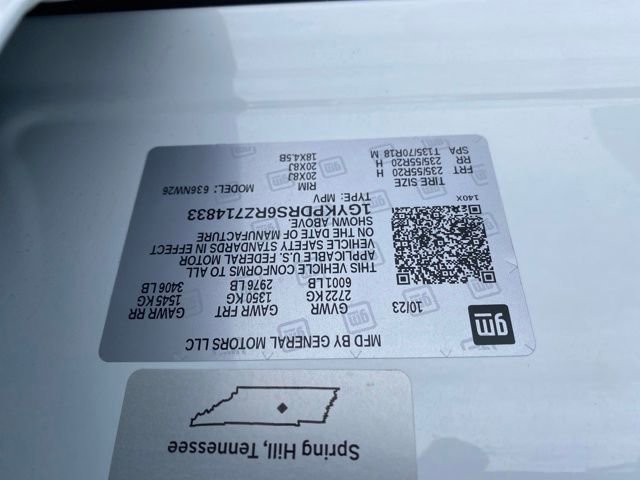 Spring Hill, Tennessee
MFD BY GENERAL MOTORS LLC
gm
10/23
GVWR GAWR FRT GAWR RR
2722 KG 1350 KG 1545 KG
6001 LB 2976 LB 3406 LB
THIS VEHICLE CONFORMS TO ALL
APPLICABLE U.S. FEDERAL MOTOR
VEHICLE SAFETY STANDARDS IN EFFECT
ON THE DATE OF MANUFACTURE
SHOWN ABOVE.
1GYKPDRS6RZ714833
TYPE: MPV MODEL: 636NW26
140X
TIRE SIZE RIM
FRT 235/55R20 H 20X8J
RR 235/55R20 H 20X8J
SPA T135/70R18 M 18X4.5B